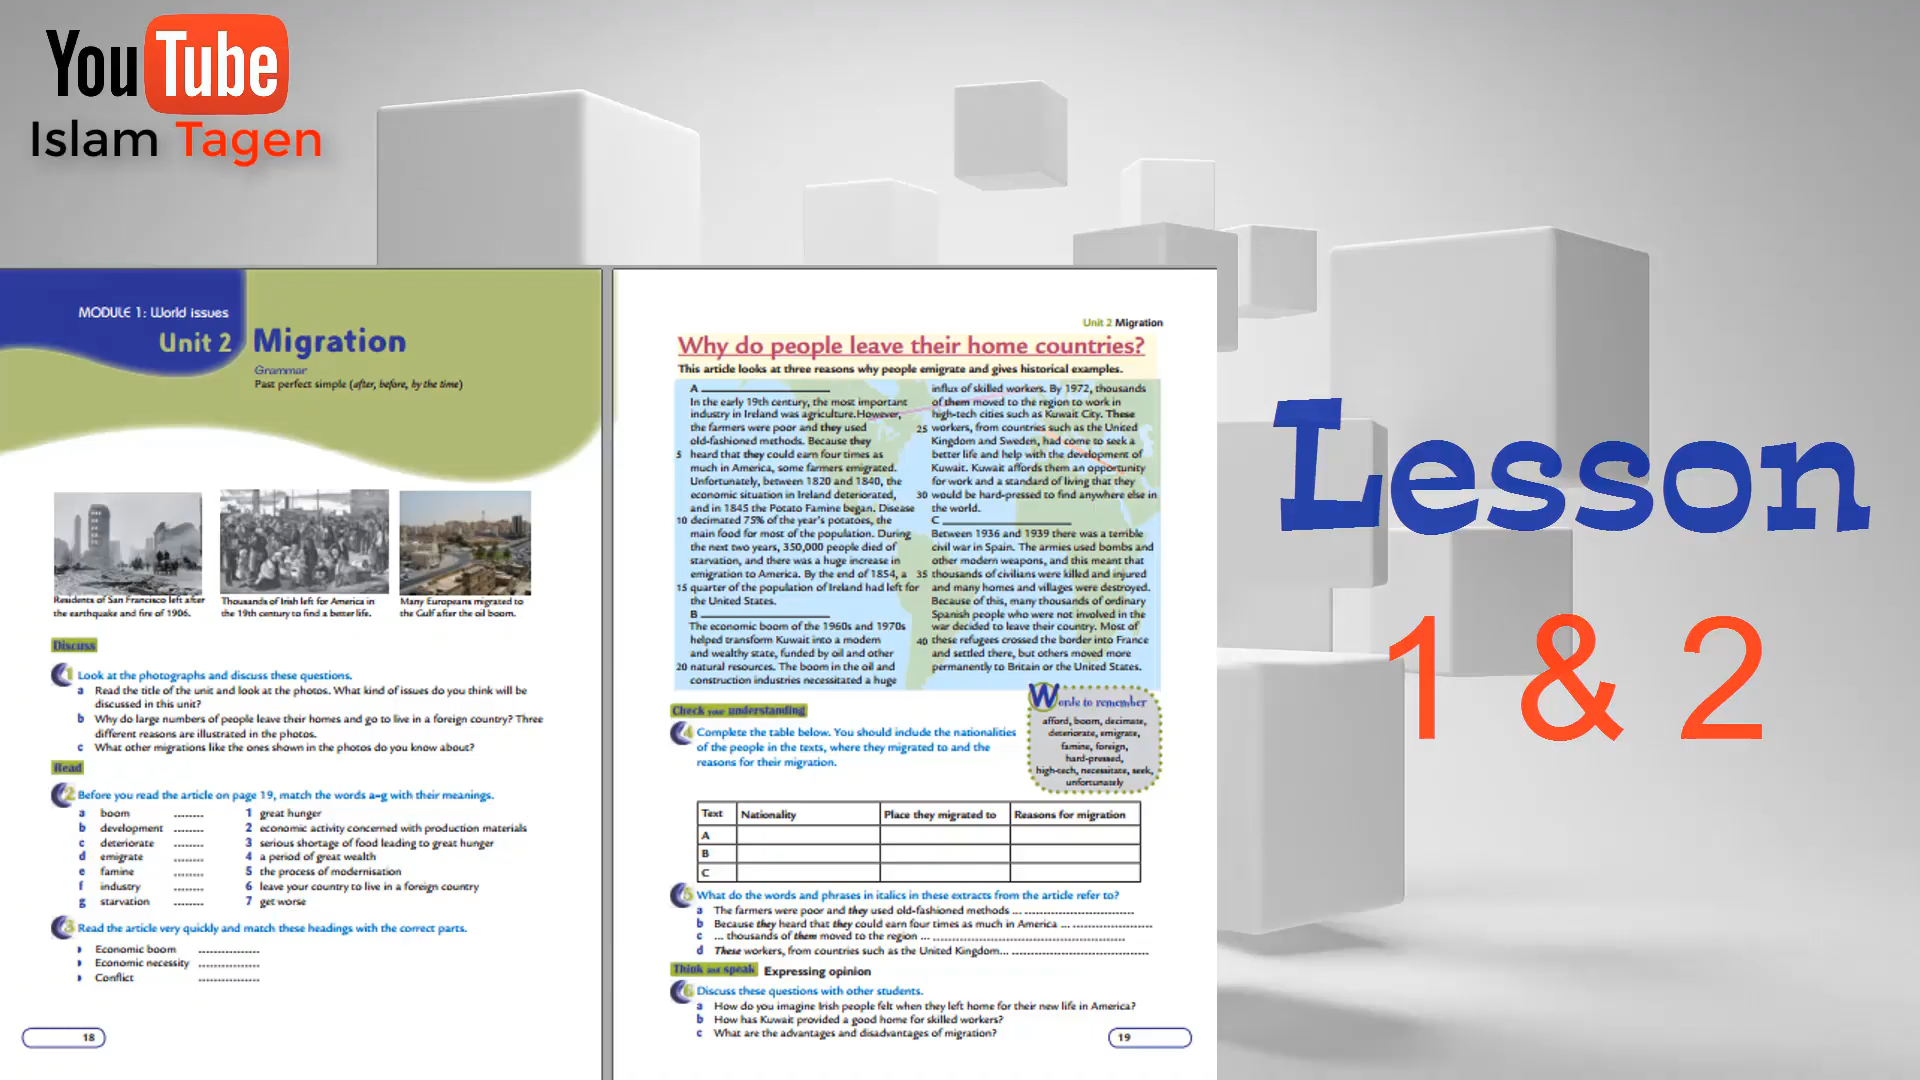 YouTube
Islam Tagen
MODULE 1: World issues
Unit 2 Migration
Grammar
Past perfect simple (after, before, by the time)
Residents of San Francisco left after
the earthquake and fire of 1906.
Thousands of Irish left for America in
the 19th century to find a better life.
Many Europeans migrated to
the Gulf after the oil boom.
Discuss
1 Look at the photographs and discuss these questions.
a Read the title of the unit and look at the photos. What kind of issues do you think will be
discussed in this unit?
b Why do large numbers of people leave their homes and go to live in a foreign country? Three
different reasons are illustrated in the photos.
c What other migrations like the ones shown in the photos do you know about?
Read
2 Before you read the article on page 19, match the words a–g with their meanings.
a boom ........ 1 great hunger
b development ........ 2 economic activity concerned with production materials
c deteriorate ........ 3 serious shortage of food leading to great hunger
d emigrate ........ 4 a period of great wealth
e famine ........ 5 the process of modernisation
f industry ........ 6 leave your country to live in a foreign country
g starvation ........ 7 get worse
3 Read the article very quickly and match these headings with the correct parts.
Economic boom ................
Economic necessity ................
Conflict ................
18
Unit 2 Migration
Why do people leave their home countries?
This article looks at three reasons why people emigrate and gives historical examples.
A ____________________
In the early 19th century, the most important
industry in Ireland was agriculture. However,
the farmers were poor and they used
old-fashioned methods. Because they
5 heard that they could earn four times as
much in America, some farmers emigrated.
Unfortunately, between 1820 and 1840, the
economic situation in Ireland deteriorated,
and in 1845 the Potato Famine began. Disease
10 decimated 75% of the year's potatoes, the
main food for most of the population. During
the next two years, 350,000 people died of
starvation, and there was a huge increase in
emigration to America. By the end of 1854, a
15 quarter of the population of Ireland had left for
the United States.
B ____________________
The economic boom of the 1960s and 1970s
helped transform Kuwait into a modern
and wealthy state, funded by oil and other
20 natural resources. The boom in the oil and
construction industries necessitated a huge
influx of skilled workers. By 1972, thousands
of them moved to the region to work in
high-tech cities such as Kuwait City. These
25 workers, from countries such as the United
Kingdom and Sweden, had come to seek a
better life and help with the development of
Kuwait. Kuwait affords them an opportunity
for work and a standard of living that they
30 would be hard-pressed to find anywhere else in
the world.
C ____________________
Between 1936 and 1939 there was a terrible
civil war in Spain. The armies used bombs and
other modern weapons, and this meant that
35 thousands of civilians were killed and injured
and many homes and villages were destroyed.
Because of this, many thousands of ordinary
Spanish people who were not involved in the
war decided to leave their country. Most of
40 these refugees crossed the border into France
and settled there, but others moved more
permanently to Britain or the United States.
Words to remember
afford, boom, decimate,
deteriorate, emigrate,
famine, foreign,
hard-pressed,
high-tech, necessitate, seek,
unfortunately
Check your understanding
4 Complete the table below. You should include the nationalities
of the people in the texts, where they migrated to and the
reasons for their migration.
Text Nationality Place they migrated to Reasons for migration
A
B
C
5 What do the words and phrases in italics in these extracts from the article refer to?
a The farmers were poor and they used old-fashioned methods ... ..............................
b Because they heard that they could earn four times as much in America ... ......................
c ... thousands of them moved to the region ... ..................................................
d These workers, from countries such as the United Kingdom... ....................................
Think and speak Expressing opinion
6 Discuss these questions with other students.
a How do you imagine Irish people felt when they left home for their new life in America?
b How has Kuwait provided a good home for skilled workers?
c What are the advantages and disadvantages of migration?
19
Lesson
1 & 2